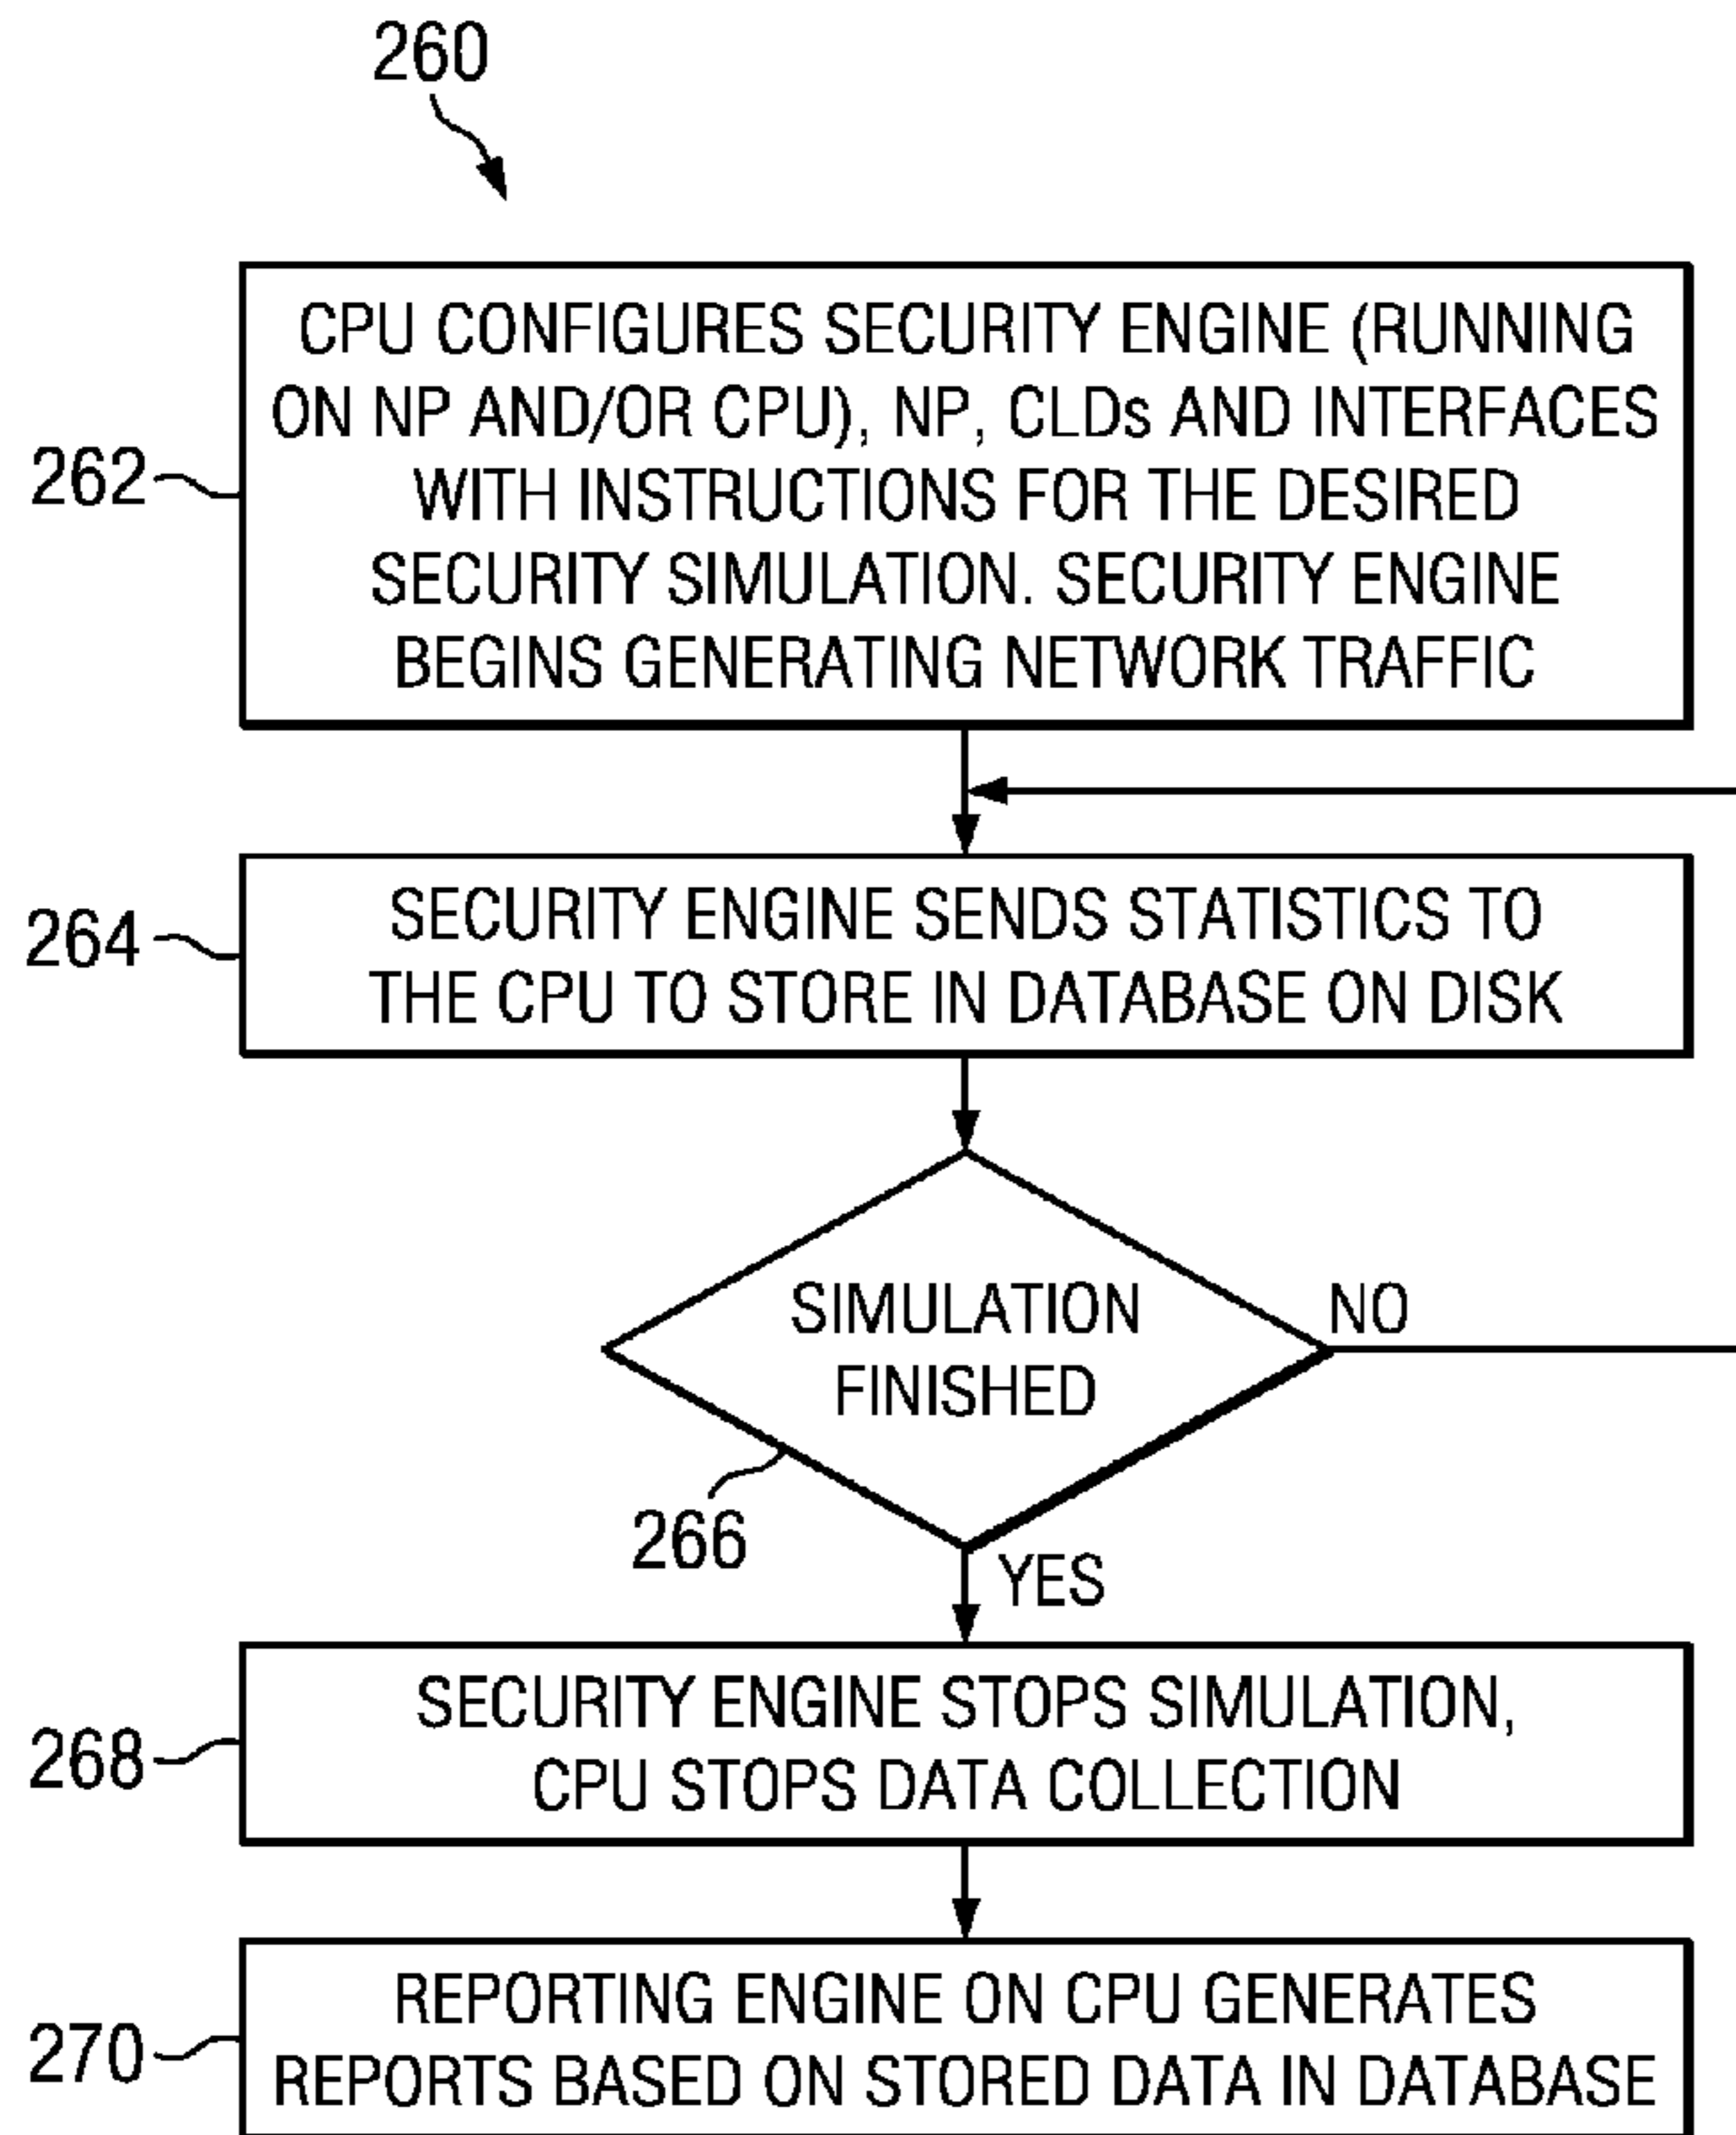 260
262
CPU CONFIGURES SECURITY ENGINE (RUNNING
ON NP AND/OR CPU), NP, CLDs AND INTERFACES
WITH INSTRUCTIONS FOR THE DESIRED
SECURITY SIMULATION. SECURITY ENGINE
BEGINS GENERATING NETWORK TRAFFIC
264
SECURITY ENGINE SENDS STATISTICS TO
THE CPU TO STORE IN DATABASE ON DISK
SIMULATION
FINISHED
NO
266
YES
268
SECURITY ENGINE STOPS SIMULATION,
CPU STOPS DATA COLLECTION
270
REPORTING ENGINE ON CPU GENERATES
REPORTS BASED ON STORED DATA IN DATABASE